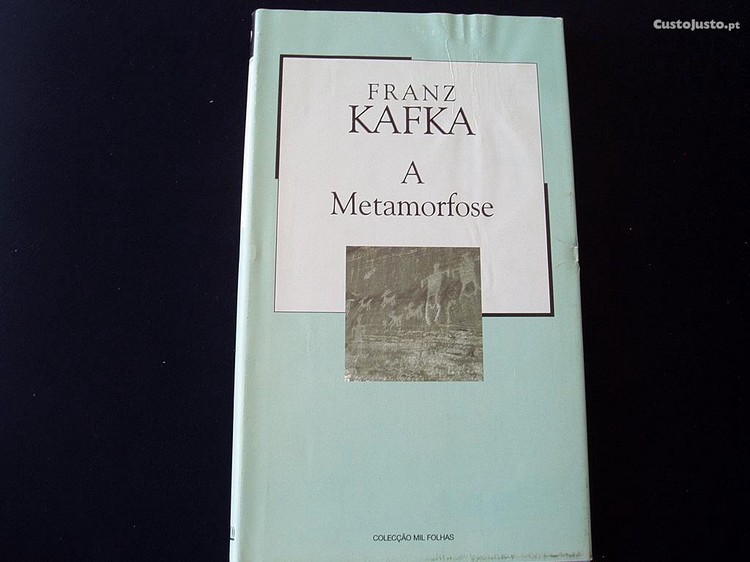 CustoJusto.pt
FRANZ
KAFKA
A
Metamorfose
COLECÇÃO MIL FOLHAS